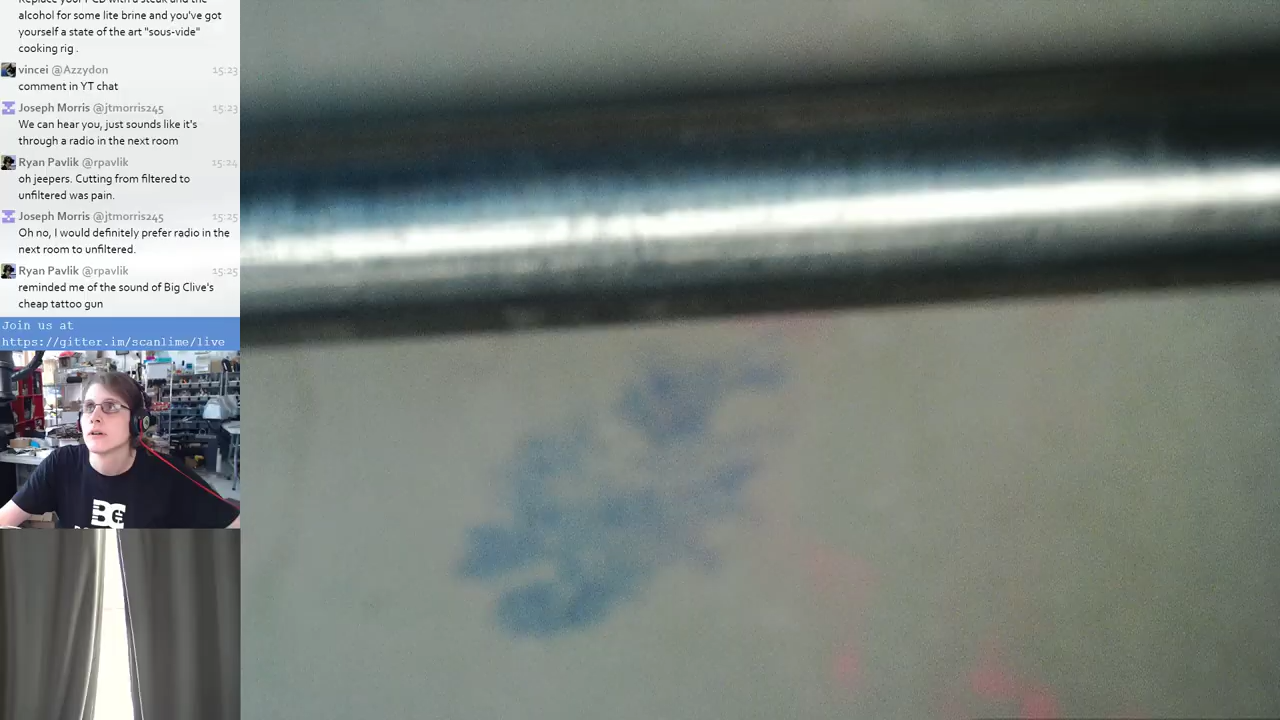 Replace your PCB with a steak and the
alcohol for some lite brine and you've got
yourself a state of the art "sous-vide"
cooking rig .
vincei @Azzydon 15:23
comment in YT chat
Joseph Morris @jtmorris245 15:23
We can hear you, just sounds like it's
through a radio in the next room
Ryan Pavlik @rpavlik 15:24
oh jeepers. Cutting from filtered to
unfiltered was pain.
Joseph Morris @jtmorris245 15:25
Oh no, I would definitely prefer radio in the
next room to unfiltered.
Ryan Pavlik @rpavlik 15:25
reminded me of the sound of Big Clive's
cheap tattoo gun
Join us at
https://gitter.im/scanlime/live